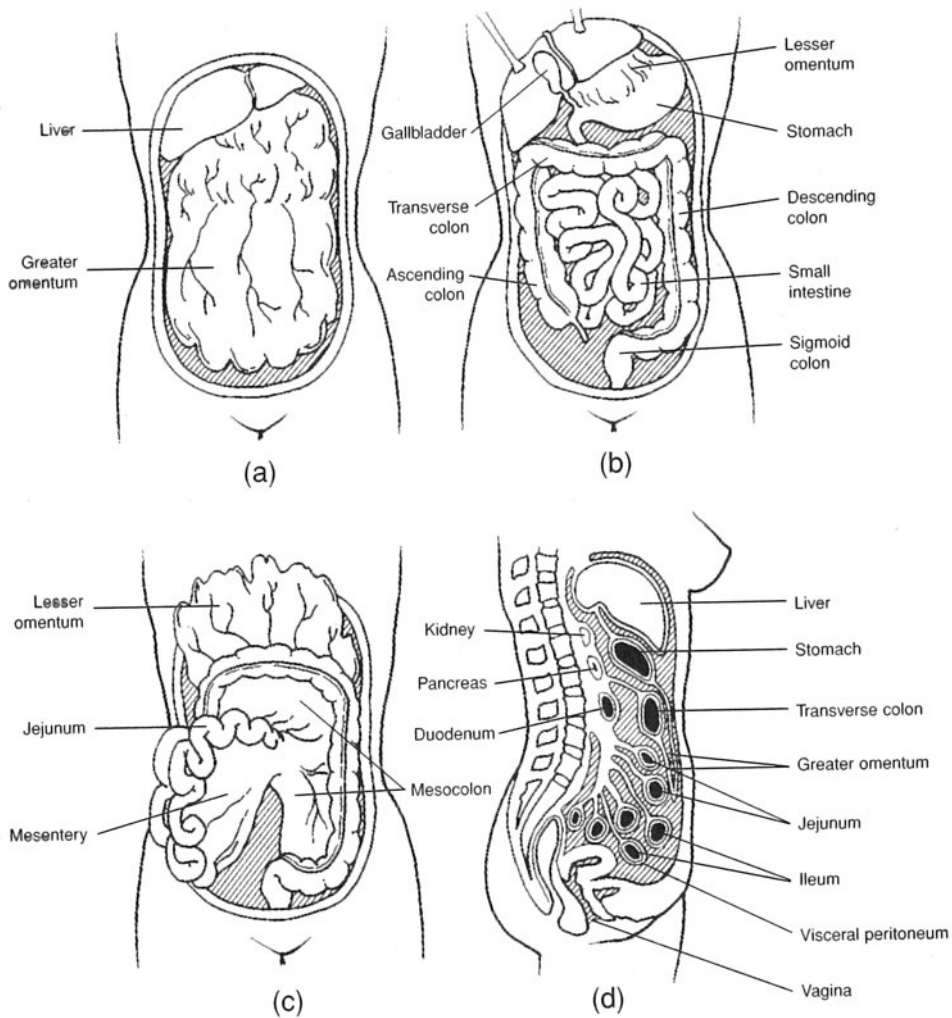 Liver
Greater
omentum
(a)
Gallbladder
Transverse
colon
Ascending
colon
Lesser
omentum
Stomach
Descending
colon
Small
intestine
Sigmoid
colon
(b)
Lesser
omentum
Jejunum
Mesentery
Mesocolon
(c)
Kidney
Pancreas
Duodenum
Liver
Stomach
Transverse colon
Greater omentum
Jejunum
Ileum
Visceral peritoneum
Vagina
(d)